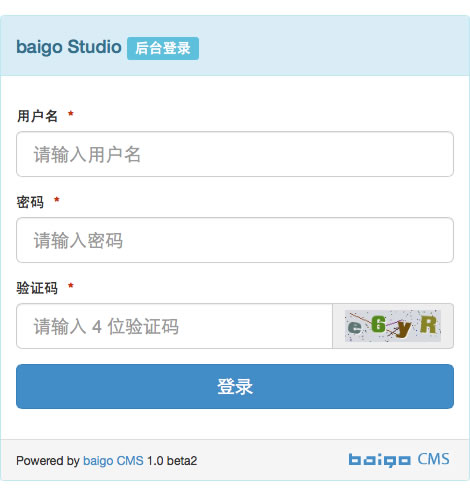 baigo Studio 后台登录
用户名 *
请输入用户名
密码 *
请输入密码
验证码 *
请输入 4 位验证码 e6yR
登录
Powered by baigo CMS 1.0 beta2 baigo CMS